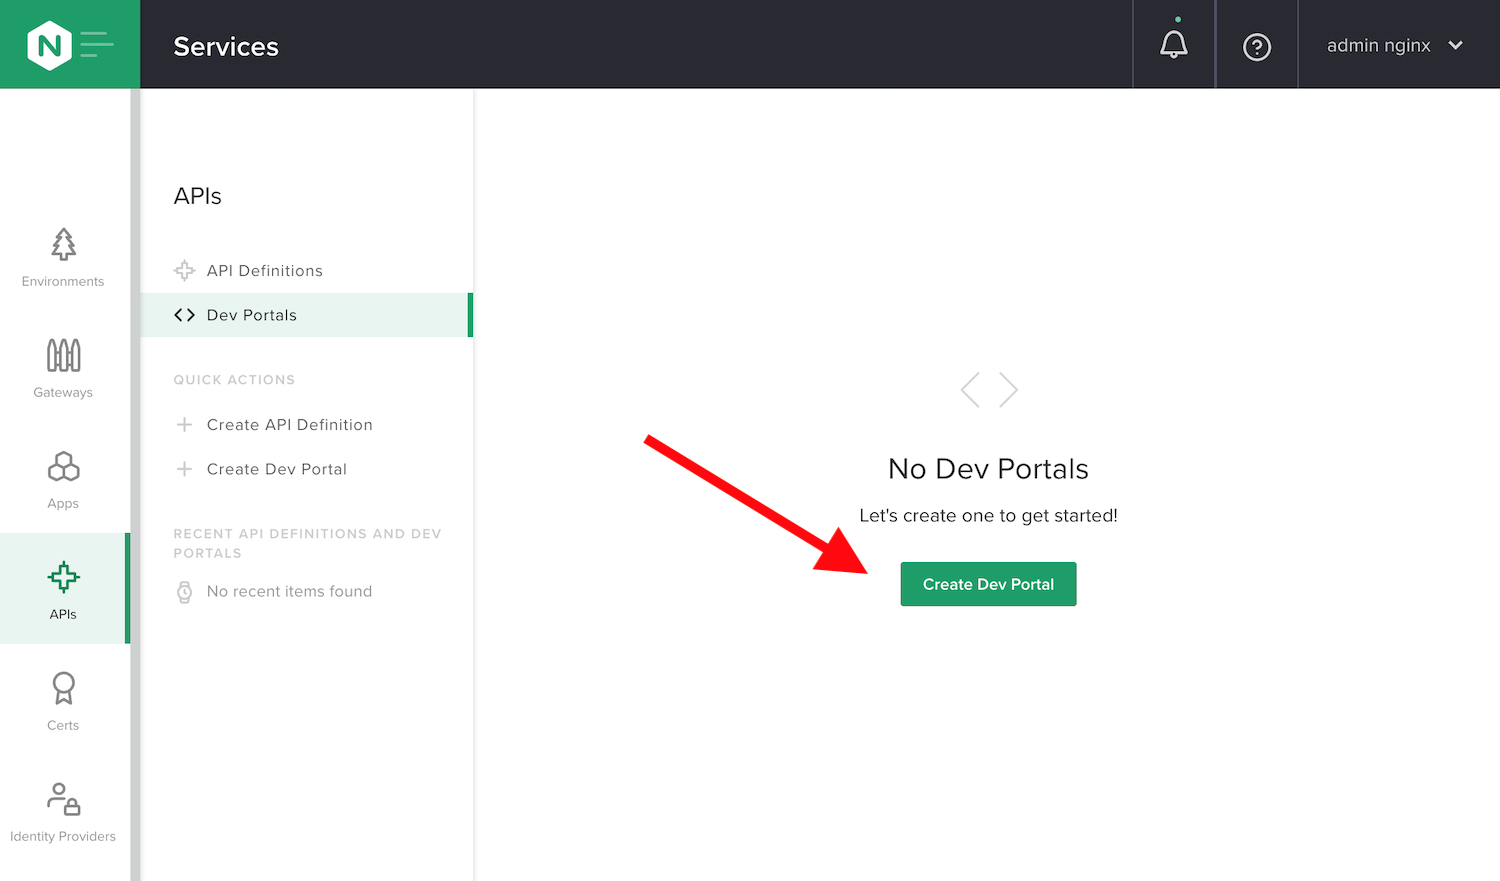 N
Services
admin nginx
Environments
Gateways
Apps
APIs
Certs
Identity Providers
APIs
API Definitions
Dev Portals
QUICK ACTIONS
Create API Definition
Create Dev Portal
RECENT API DEFINITIONS AND DEV
PORTALS
No recent items found
No Dev Portals
Let's create one to get started!
Create Dev Portal